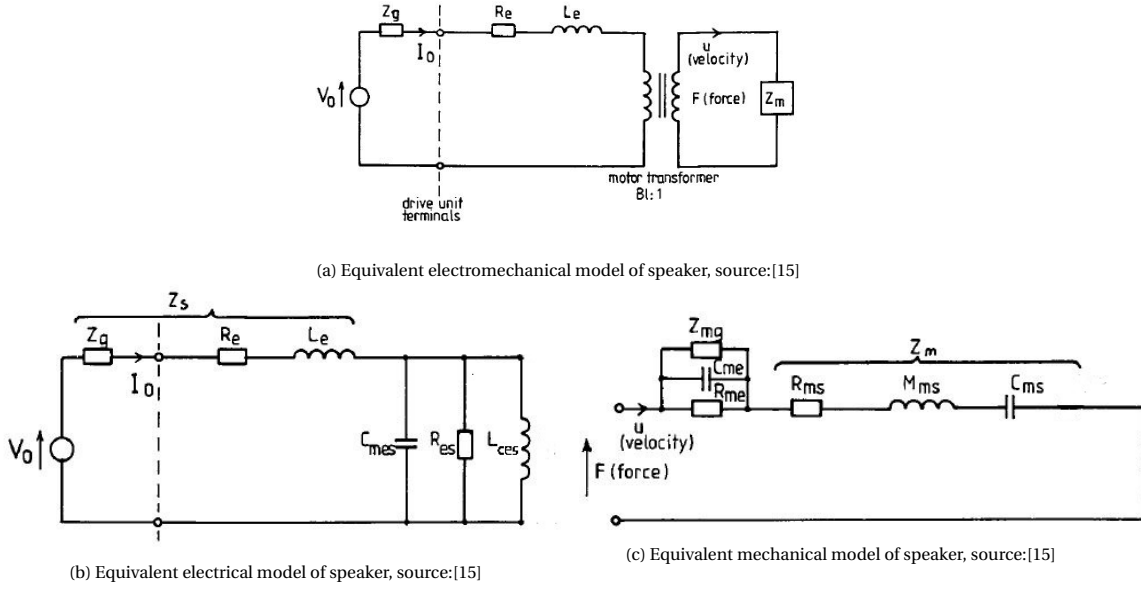 Zg
Re
Le
I0
V0
u
(velocity)
F (force)
Zm
motor transformer
Bl:1
drive unit
terminals
(a) Equivalent electromechanical model of speaker, source:[15]
Zs
Zg
Re
Le
I0
V0
Cmes
Res
Lces
(b) Equivalent electrical model of speaker, source:[15]
Zmg
Cme
Rme
Zm
Rms
Mms
Cms
u
(velocity)
F (force)
(c) Equivalent mechanical model of speaker, source:[15]